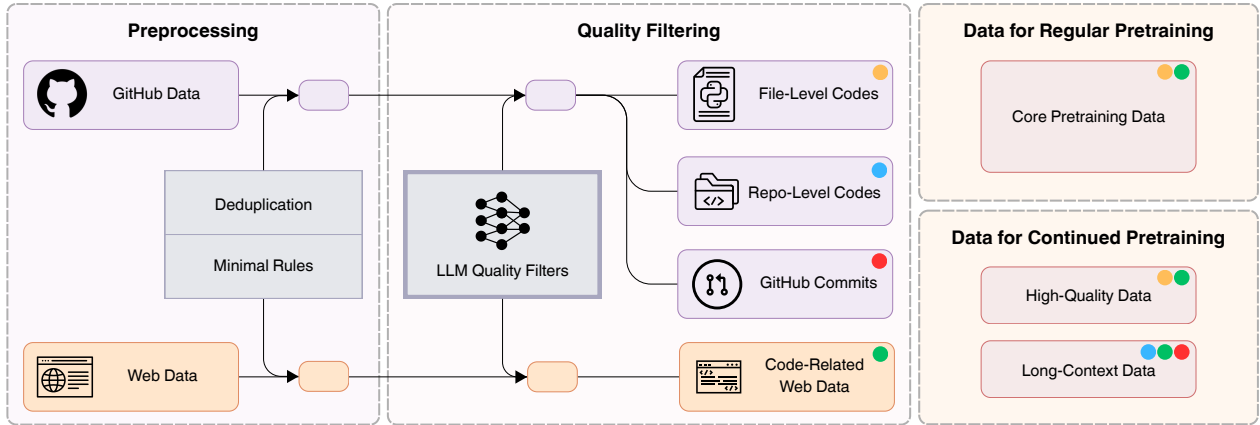 Preprocessing
GitHub Data
Deduplication
Minimal Rules
Web Data
Quality Filtering
LLM Quality Filters
File-Level Codes
Repo-Level Codes
GitHub Commits
Code-Related
Web Data
Data for Regular Pretraining
Core Pretraining Data
Data for Continued Pretraining
High-Quality Data
Long-Context Data